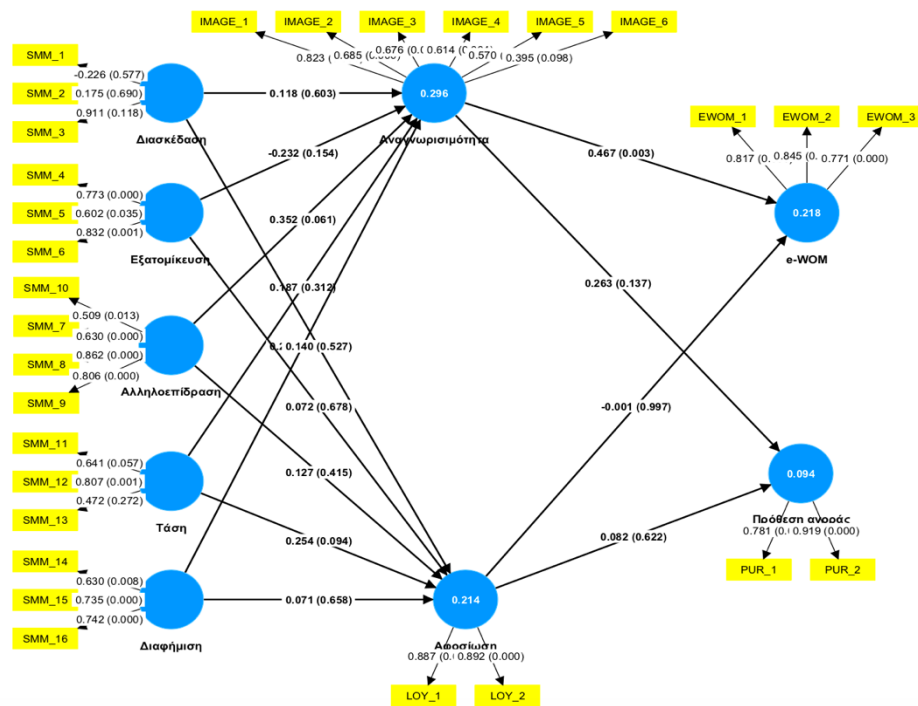 IMAGE_1
IMAGE_2
IMAGE_3
IMAGE_4
IMAGE_5
IMAGE_6
0.823
0.685
0.676
0.614
0.570
0.395 (0.098)
SMM_1
SMM_2
SMM_3
-0.226 (0.577)
0.175 (0.690)
0.911 (0.118)
Διασκέδαση
0.118 (0.603)
0.296
Αναγνωρισιμότητα
EWOM_1
EWOM_2
EWOM_3
0.817
0.845
0.771 (0.000)
-0.232 (0.154)
0.467 (0.003)
SMM_4
SMM_5
SMM_6
0.773 (0.000)
0.602 (0.035)
0.832 (0.001)
Εξατομίκευση
0.352 (0.061)
0.218
e-WOM
0.187 (0.312)
0.263 (0.137)
SMM_10
SMM_7
SMM_8
SMM_9
0.509 (0.013)
0.630 (0.000)
0.862 (0.000)
0.806 (0.000)
Αλληλοεπίδραση
0.140 (0.527)
0.072 (0.678)
-0.001 (0.997)
0.127 (0.415)
SMM_11
SMM_12
SMM_13
0.641 (0.057)
0.807 (0.001)
0.472 (0.272)
Τάση
0.254 (0.094)
0.094
Πρόθεση αγοράς
0.781
0.919 (0.000)
PUR_1
PUR_2
0.082 (0.622)
SMM_14
SMM_15
SMM_16
0.630 (0.008)
0.735 (0.000)
0.742 (0.000)
Διαφήμιση
0.071 (0.658)
0.214
Αφοσίωση
0.887
0.892 (0.000)
LOY_1
LOY_2